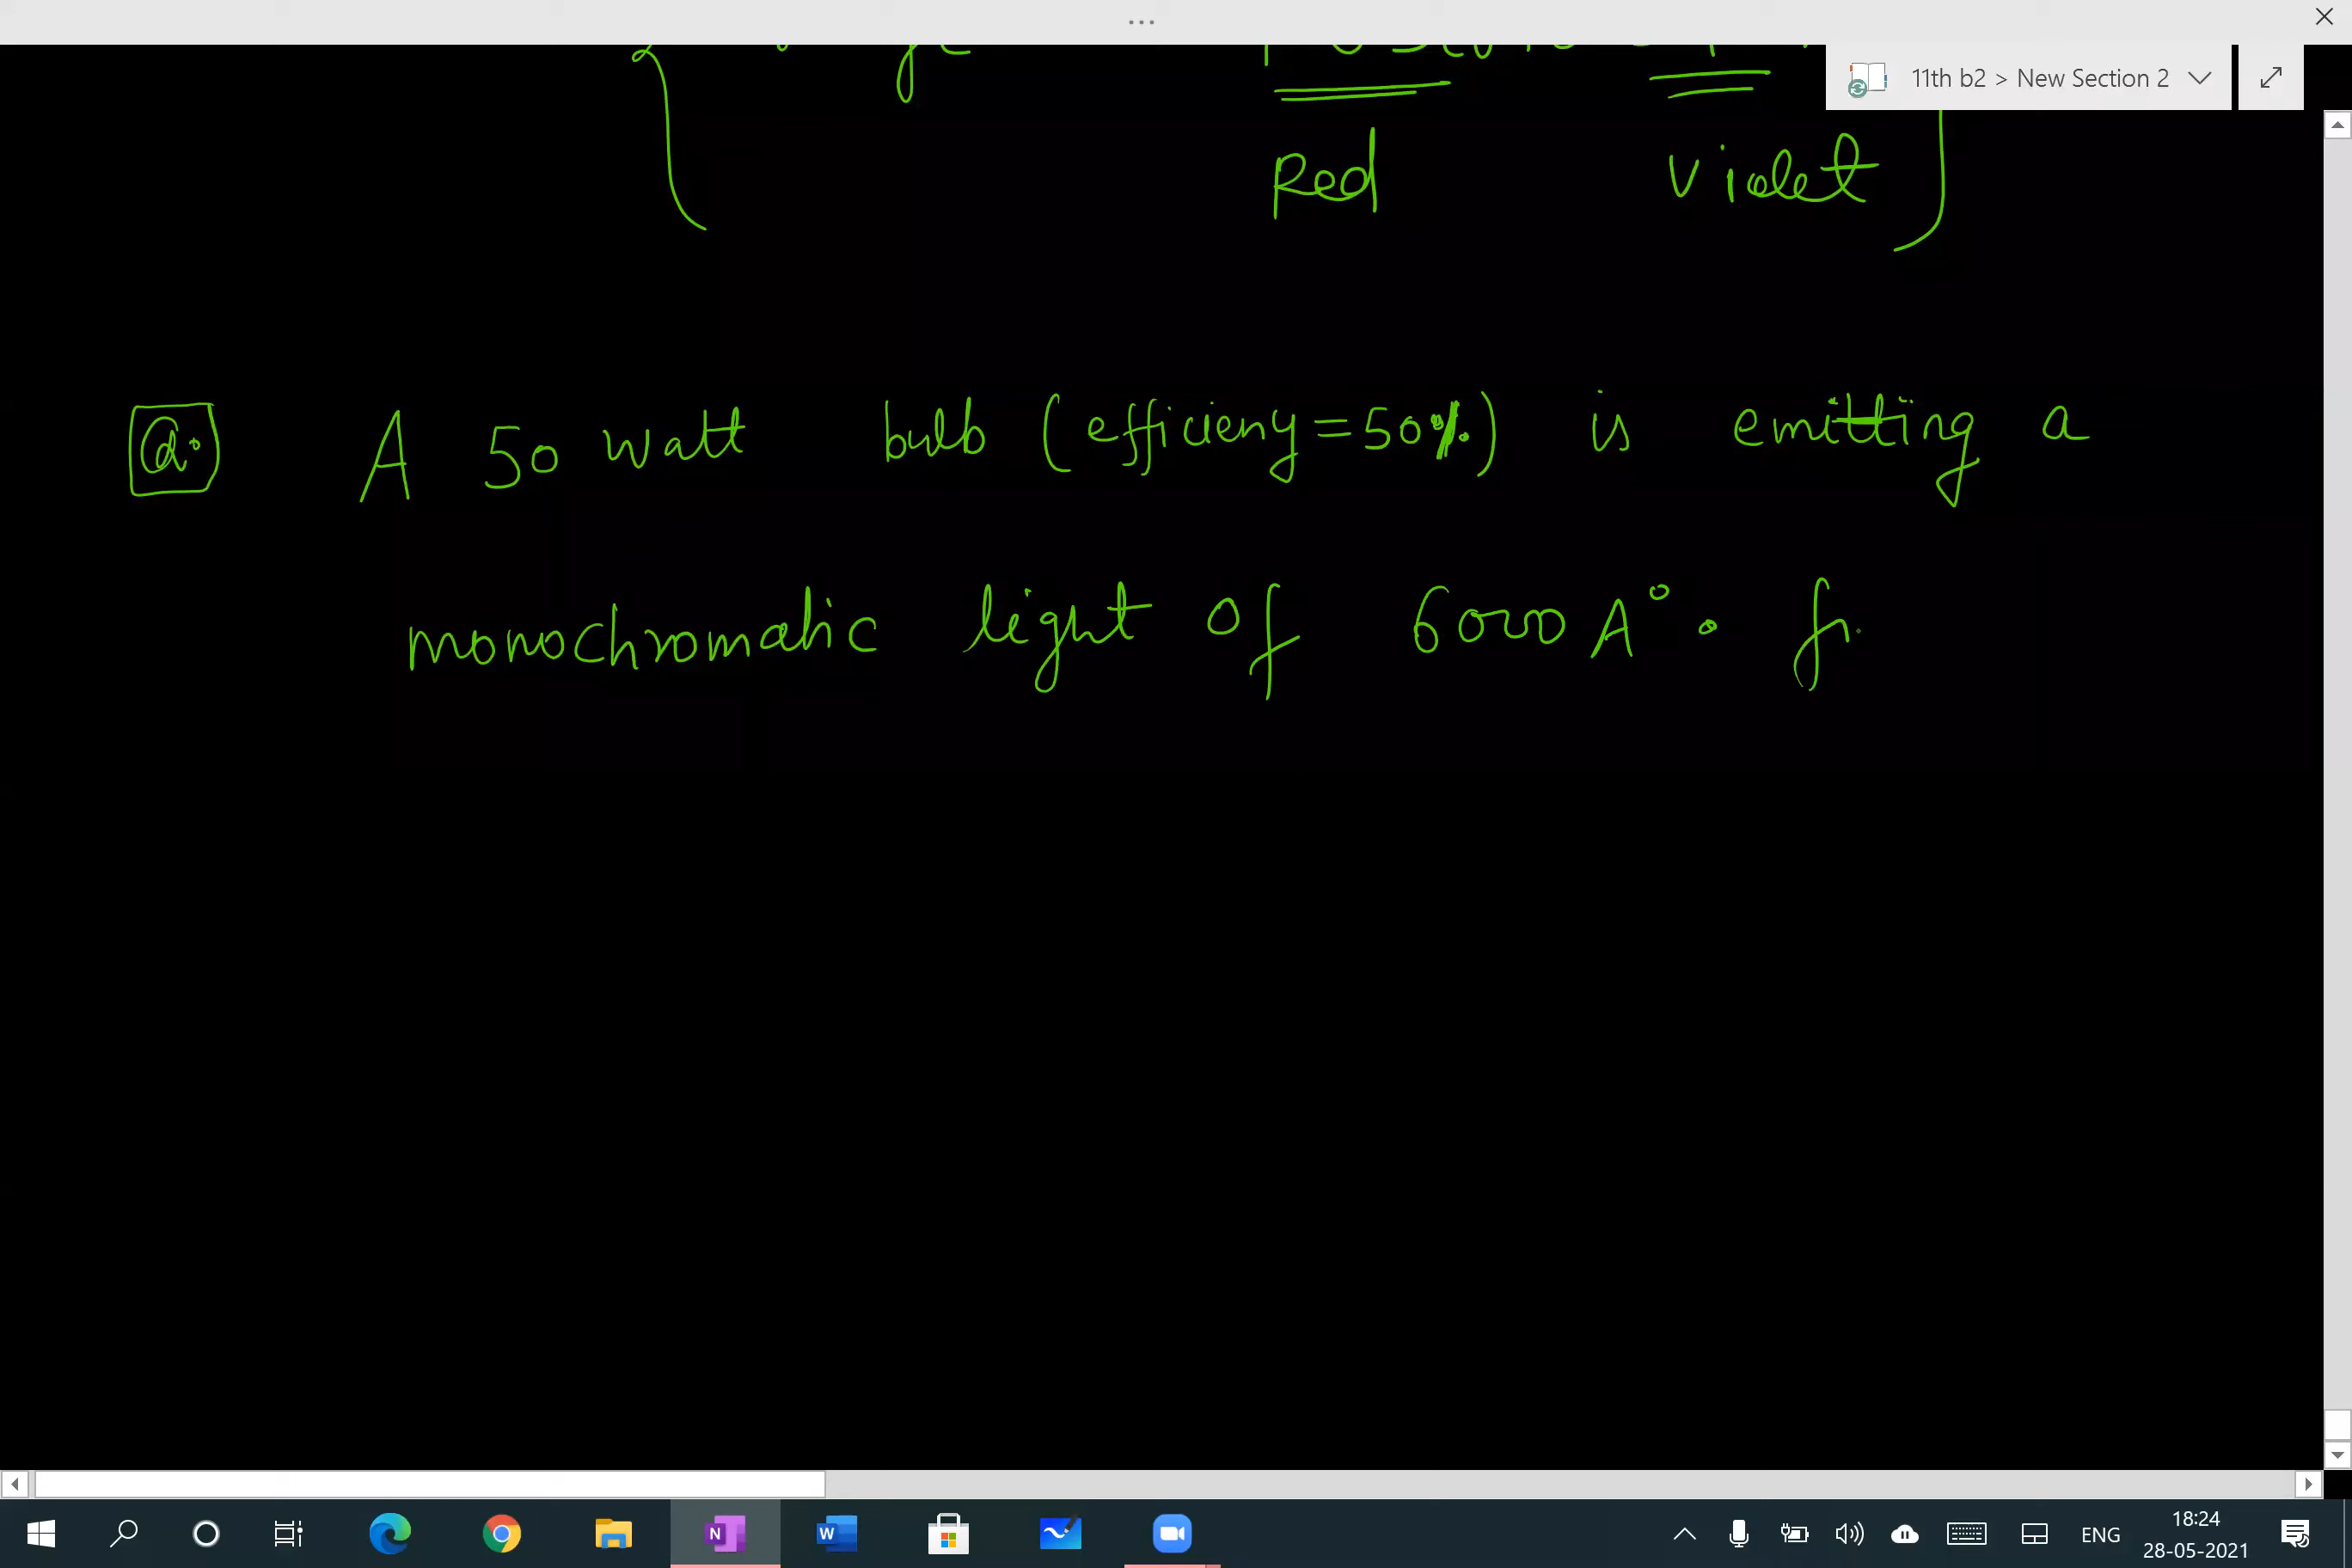 11th b2 > New Section 2
Red Violet
Q. A 50 watt bulb (efficieny = 50%) is emitting a
monochromatic light of 6000 A°.
ENG
18:24
28-05-2021